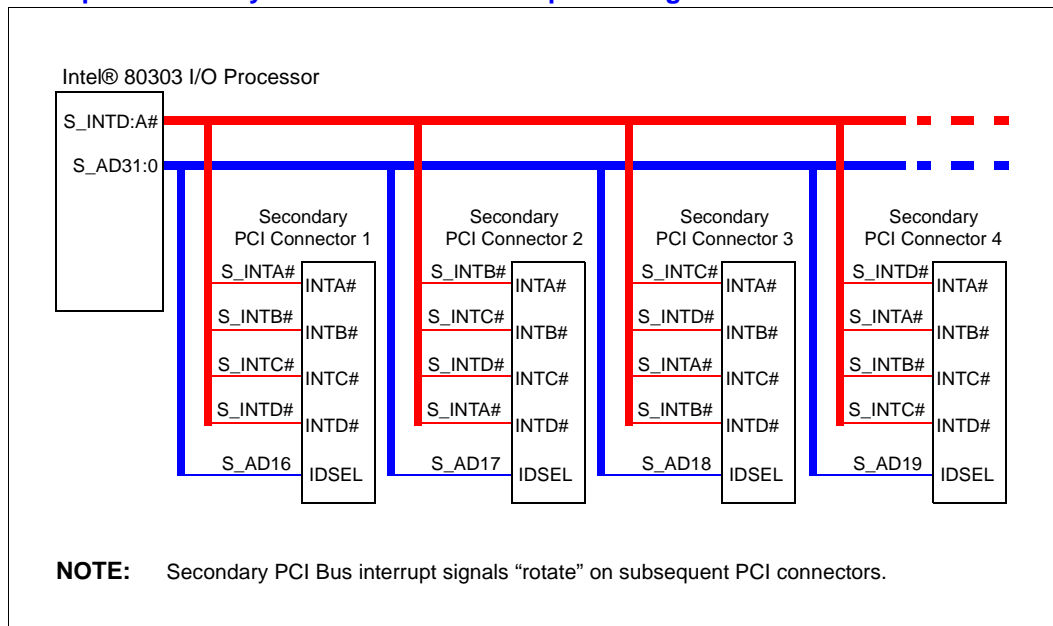 Intel® 80303 I/O Processor
S_INTD:A#
S_AD31:0
Secondary
PCI Connector 1
S_INTA#
INTA#
S_INTB#
INTB#
S_INTC#
INTC#
S_INTD#
INTD#
S_AD16
IDSEL
Secondary
PCI Connector 2
S_INTB#
INTA#
S_INTC#
INTB#
S_INTD#
INTC#
S_INTA#
INTD#
S_AD17
IDSEL
Secondary
PCI Connector 3
S_INTC#
INTA#
S_INTD#
INTB#
S_INTA#
INTC#
S_INTB#
INTD#
S_AD18
IDSEL
Secondary
PCI Connector 4
S_INTD#
INTA#
S_INTA#
INTB#
S_INTB#
INTC#
S_INTC#
INTD#
S_AD19
IDSEL
NOTE: Secondary PCI Bus interrupt signals “rotate” on subsequent PCI connectors.